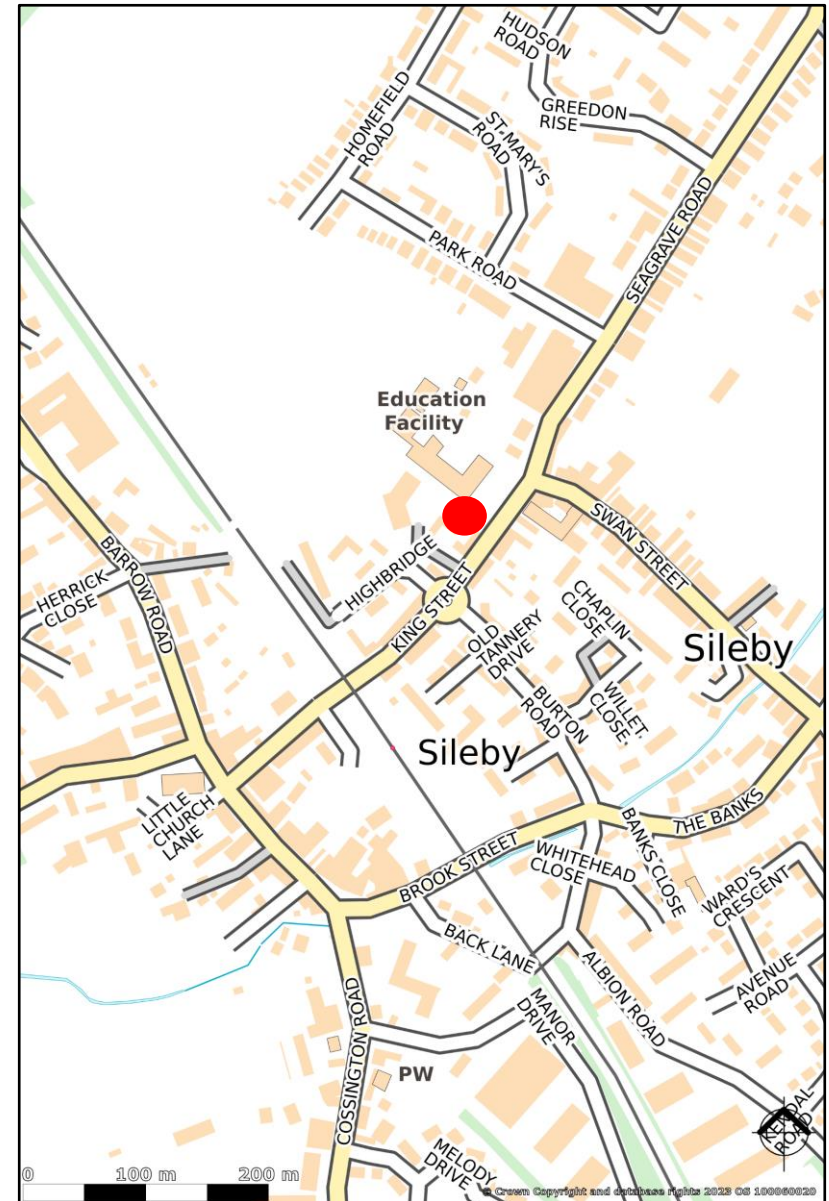 HUDSON
ROAD
GREEDON
RISE
HOMEFIELD
ROAD
ST-MARY'S
ROAD
SEAGRAVE ROAD
PARK ROAD
Education
Facility
SWAN STREET
BARROW ROAD
HERRICK
CLOSE
HIGHBRIDGE
KING STREET
CHAPLIN
CLOSE
OLD
TANNERY
DRIVE
Sileby
WILLET
CLOSE
BURTON
ROAD
Sileby
LITTLE
CHURCH
LANE
THE BANKS
BROOK STREET
BANKS CLOSE
WHITEHEAD
CLOSE
WARD'S
CRESCENT
BACK LANE
ALBION ROAD
AVENUE
ROAD
MANOR
DRIVE
COSSINGTON ROAD
PW
KENDAL
ROAD
MELODY
DRIVE
0 100 m 200 m
© Crown Copyright and database rights 2023 OS 100060020